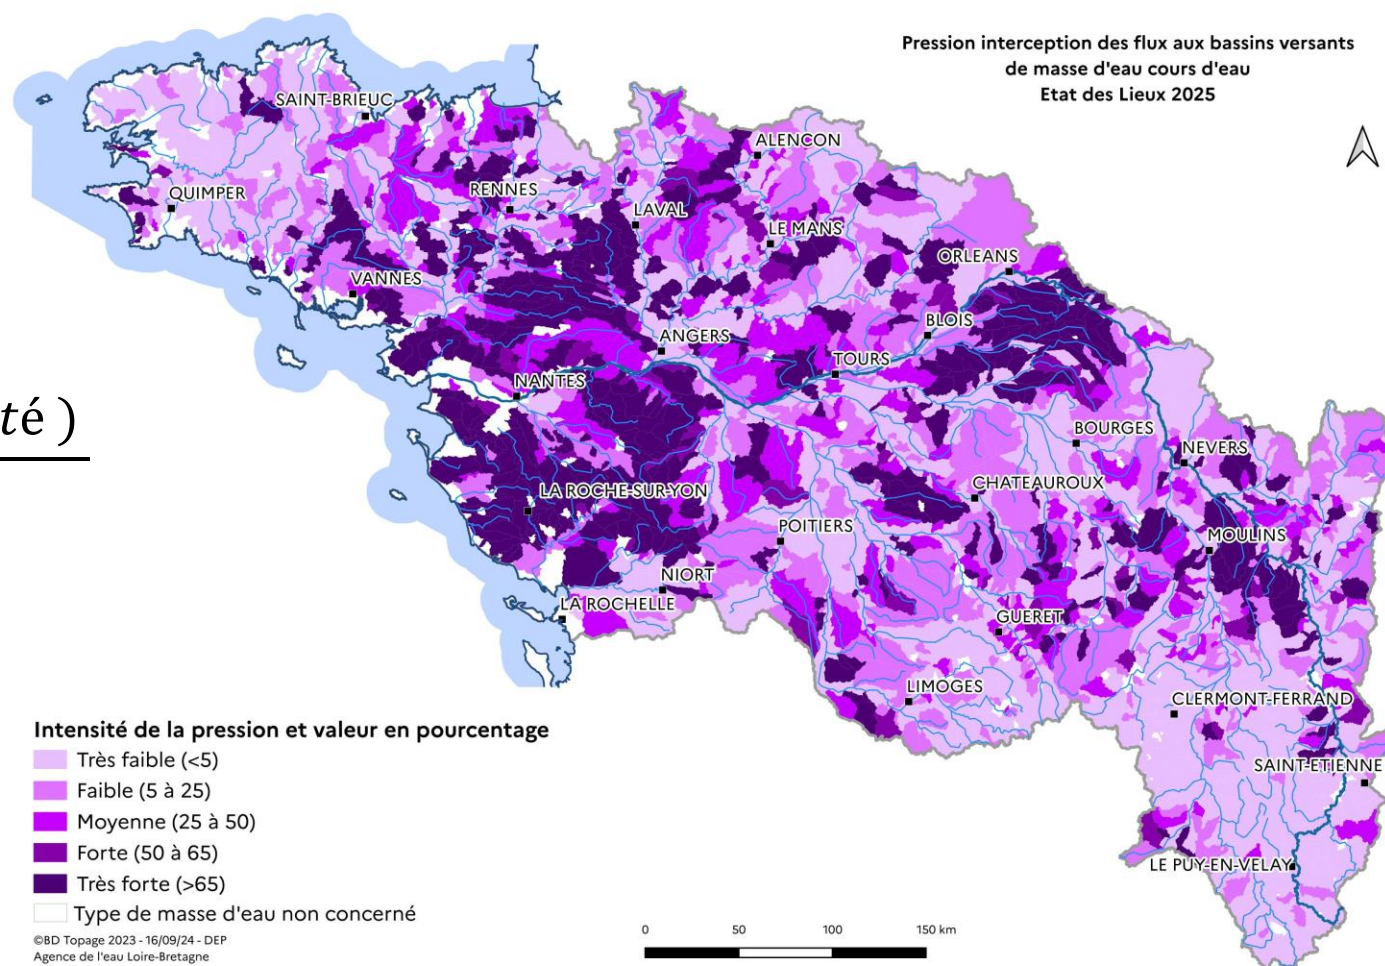 Pression interception des flux aux bassins versants
de masse d'eau cours d'eau
Etat des Lieux 2025
SAINT-BRIEUC
ALENCON
QUIMPER
RENNES
LAVAL
LE MANS
ORLEANS
VANNES
BLOIS
ANGERS
TOURS
NANTES
té )
BOURGES
NEVERS
CHATEAUROUX
LA ROCHE-SUR-YON
POITIERS
MOULINS
NIORT
LA ROCHELLE
GUERET
LIMOGES
CLERMONT-FERRAND
SAINT-ETIENNE
LE PUY-EN-VELAY
Intensité de la pression et valeur en pourcentage
Très faible (<5)
Faible (5 à 25)
Moyenne (25 à 50)
Forte (50 à 65)
Très forte (>65)
Type de masse d'eau non concerné
©BD Topage 2023 - 16/09/24 - DEP
Agence de l'eau Loire-Bretagne
0 50 100 150 km